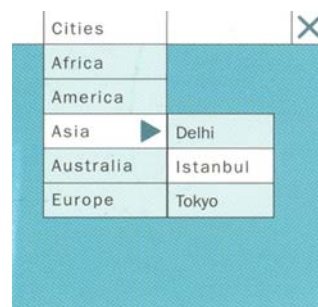 Cities
Africa
America
Asia
Delhi
Australia
Istanbul
Europe
Tokyo